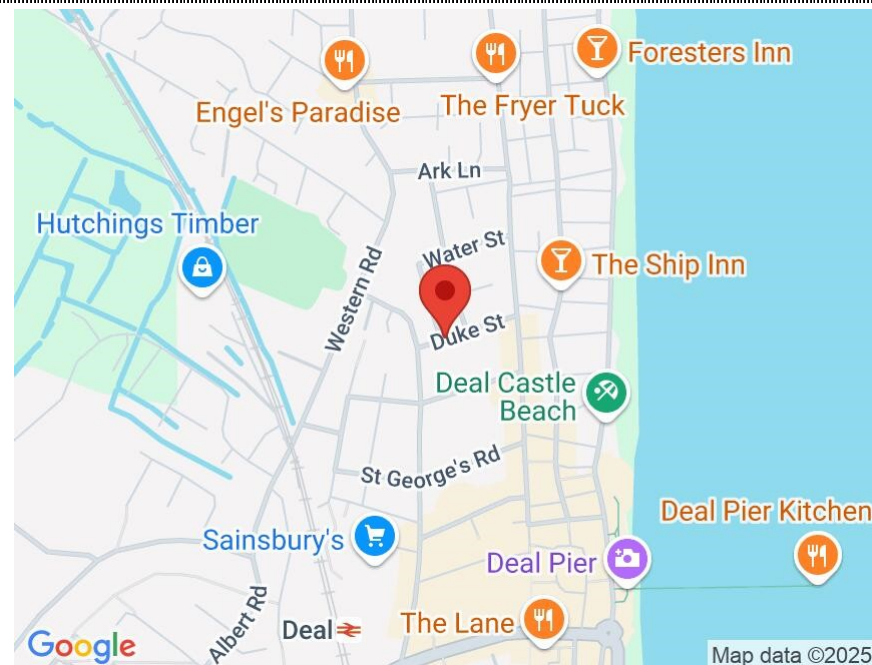 Foresters Inn
Engel's Paradise
The Fryer Tuck
Ark Ln
Hutchings Timber
Water St
The Ship Inn
Western Rd
Duke St
Deal Castle
Beach
St George's Rd
Deal Pier Kitchen
Sainsbury's
Deal Pier
Albert Rd
Deal
The Lane
Google
Map data ©2025